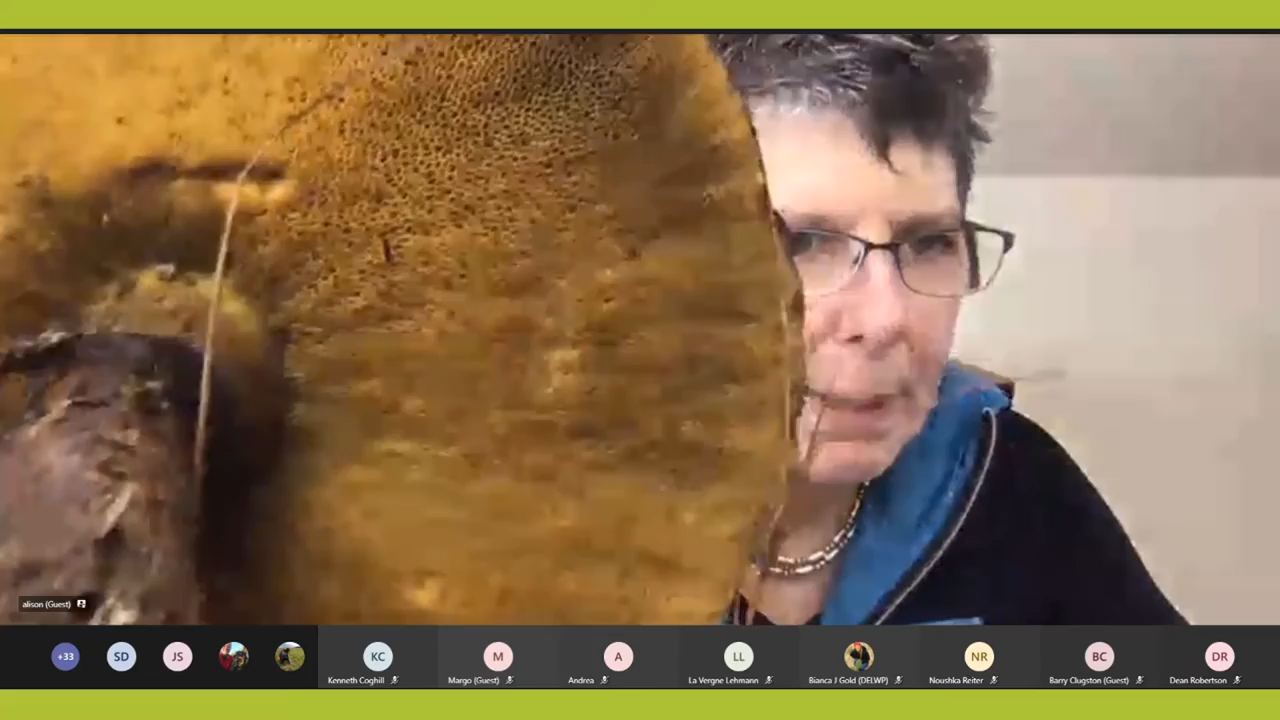 alison (Guest)
+33
SD
JS
KC
M
A
LL
NR
BC
DR
Kenneth Coghill
Margo (Guest)
Andrea
La Vergne Lehmann
Bianca J Gold (DELWP)
Noushka Reiter
Barry Clugston (Guest)
Dean Robertson